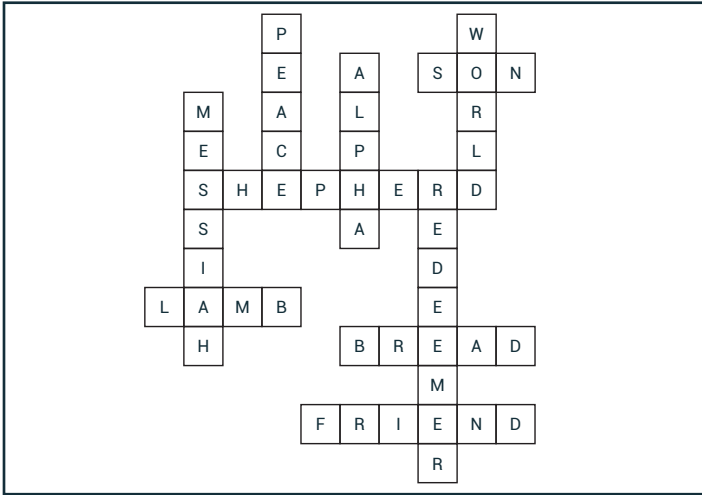 P W
E A S O N
M A L R
E C P L
S H E P H E R D
S A E
I D
L A M B E
H B R E A D
M
F R I E N D
R